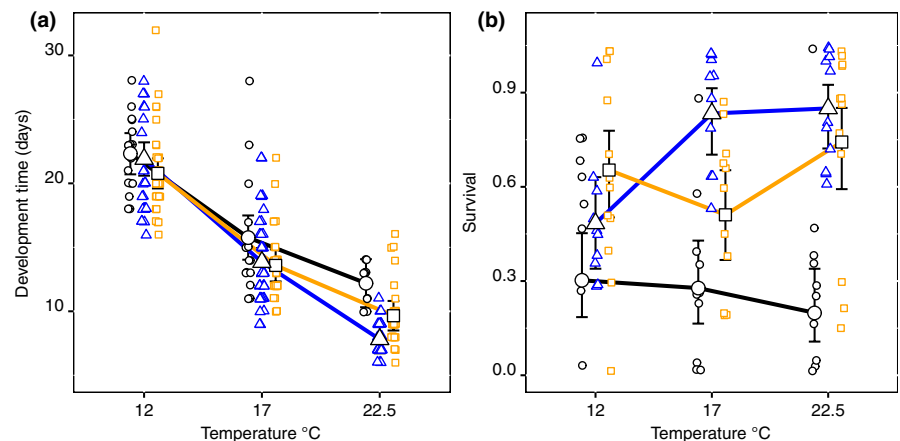 (a)
Development time (days)
30
20
10
12
17
22.5
Temperature °C
(b)
Survival
0.9
0.6
0.3
0.0
12
17
22.5
Temperature °C